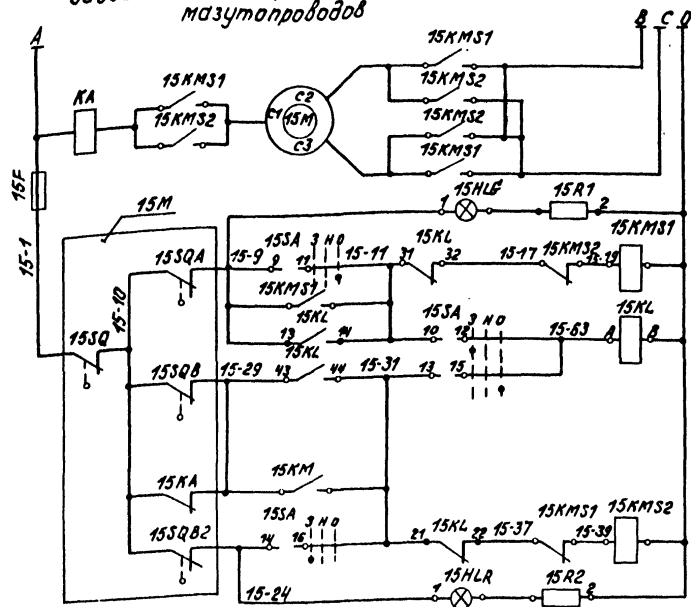 мазутопроводов
A
B C O
KA
15KMS1
15KMS2
C1
C2
15M
C3
15KMS1
15KMS2
15KMS2
15KMS1
15F
15-1
15M
1
15HLG
15R1
2
15KMS1
15SQA
15-9
15SA
9
11
З Н О
15-11
31
15KL
32
15-17
15KMS2
15-19
15KMS1
15KL
13
14
15SA
10
12
З Н О
15-63
15KL
A
B
15-10
15SQ
15SQB
15-29
15KL
43
44
15-31
13
15
15KA
15KM
15SQB2
15SA
14
16
З Н О
21
15KL
22
15-37
15KMS1
15-39
15KMS2
15-24
1
15HLR
15R2
2